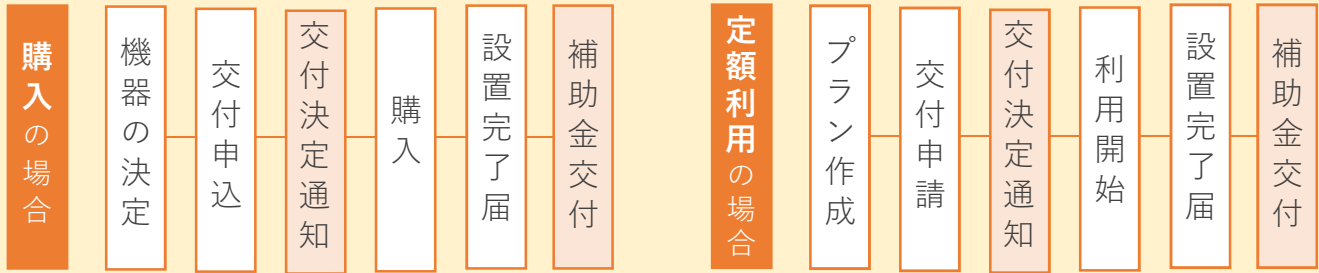 購入の場合
機器の決定
交付申込
交付決定通知
購入
設置完了届
補助金交付
定額利用の場合
プラン作成
交付申請
交付決定通知
利用開始
設置完了届
補助金交付